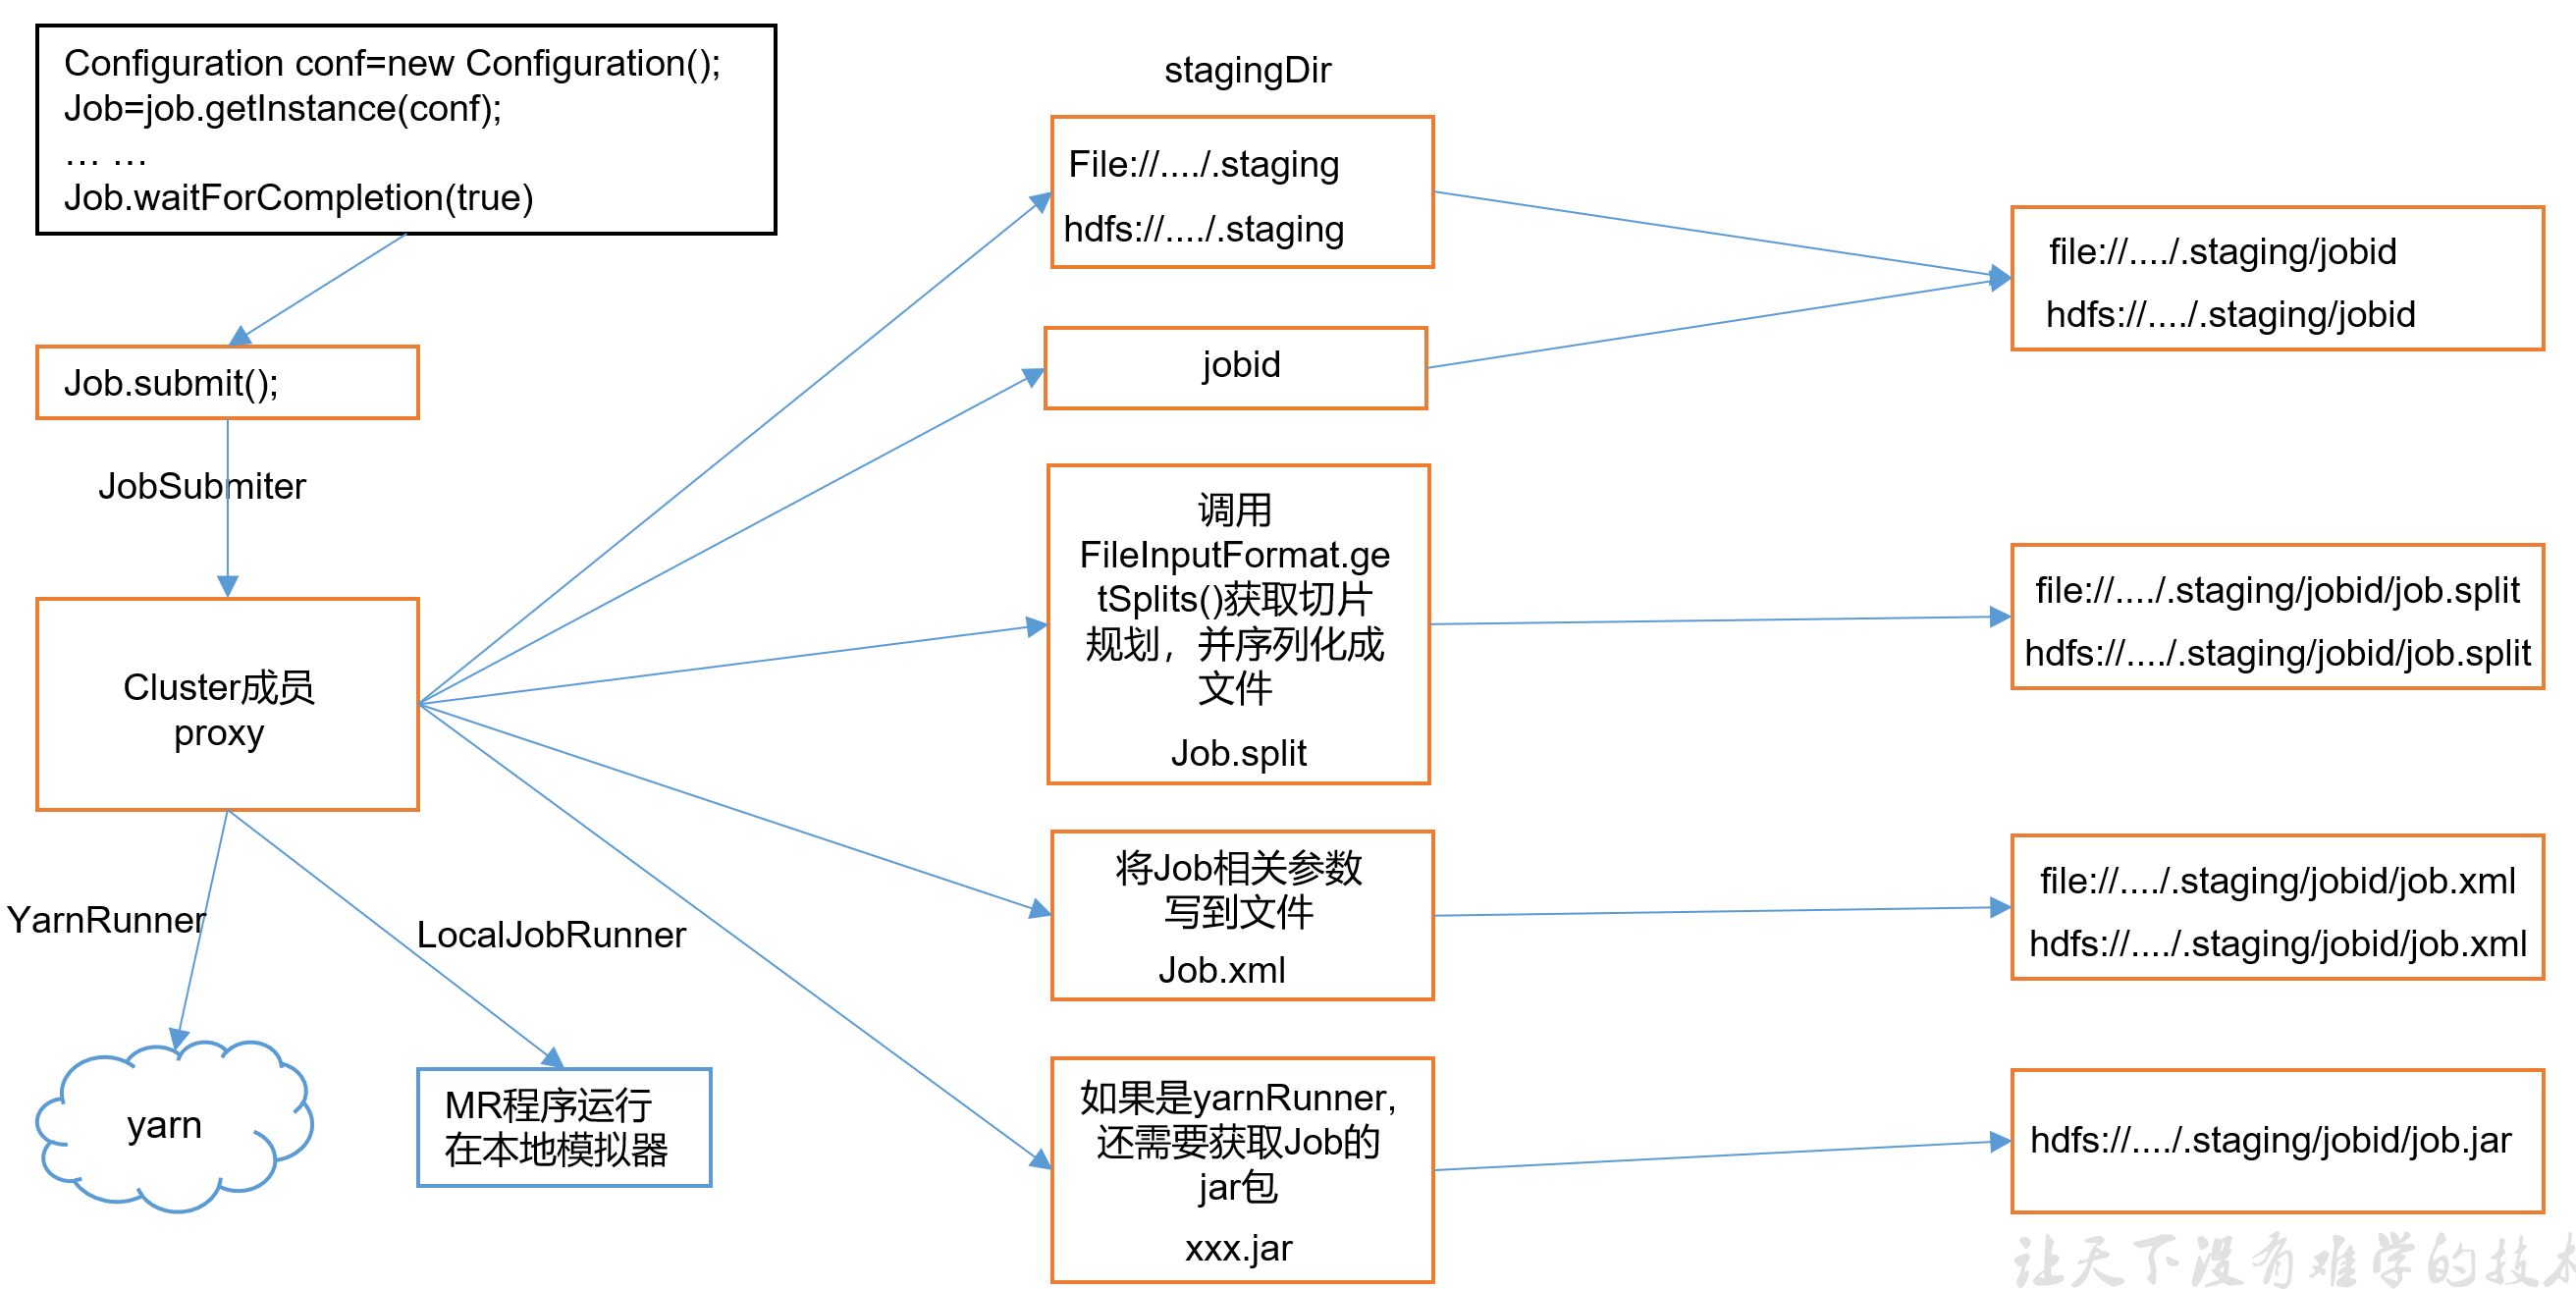 Configuration conf=new Configuration();
Job=job.getInstance(conf);
… …
Job.waitForCompletion(true)
Job.submit();
JobSubmiter
Cluster成员
proxy
YarnRunner
LocalJobRunner
yarn
MR程序运行
在本地模拟器
stagingDir
File://..../.staging
hdfs://..../.staging
jobid
调用
FileInputFormat.ge
tSplits()获取切片
规划，并序列化成
文件
Job.split
将Job相关参数
写到文件
Job.xml
如果是yarnRunner,
还需要获取Job的
jar包
xxx.jar
file://..../.staging/jobid
hdfs://..../.staging/jobid
file://..../.staging/jobid/job.split
hdfs://..../.staging/jobid/job.split
file://..../.staging/jobid/job.xml
hdfs://..../.staging/jobid/job.xml
hdfs://..../.staging/jobid/job.jar
让天下没有难学的技术